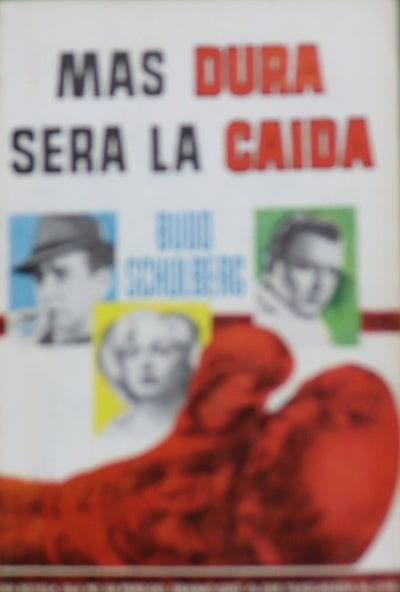 MAS DURA
SERA LA CAIDA
BUDD
SCHULBERG